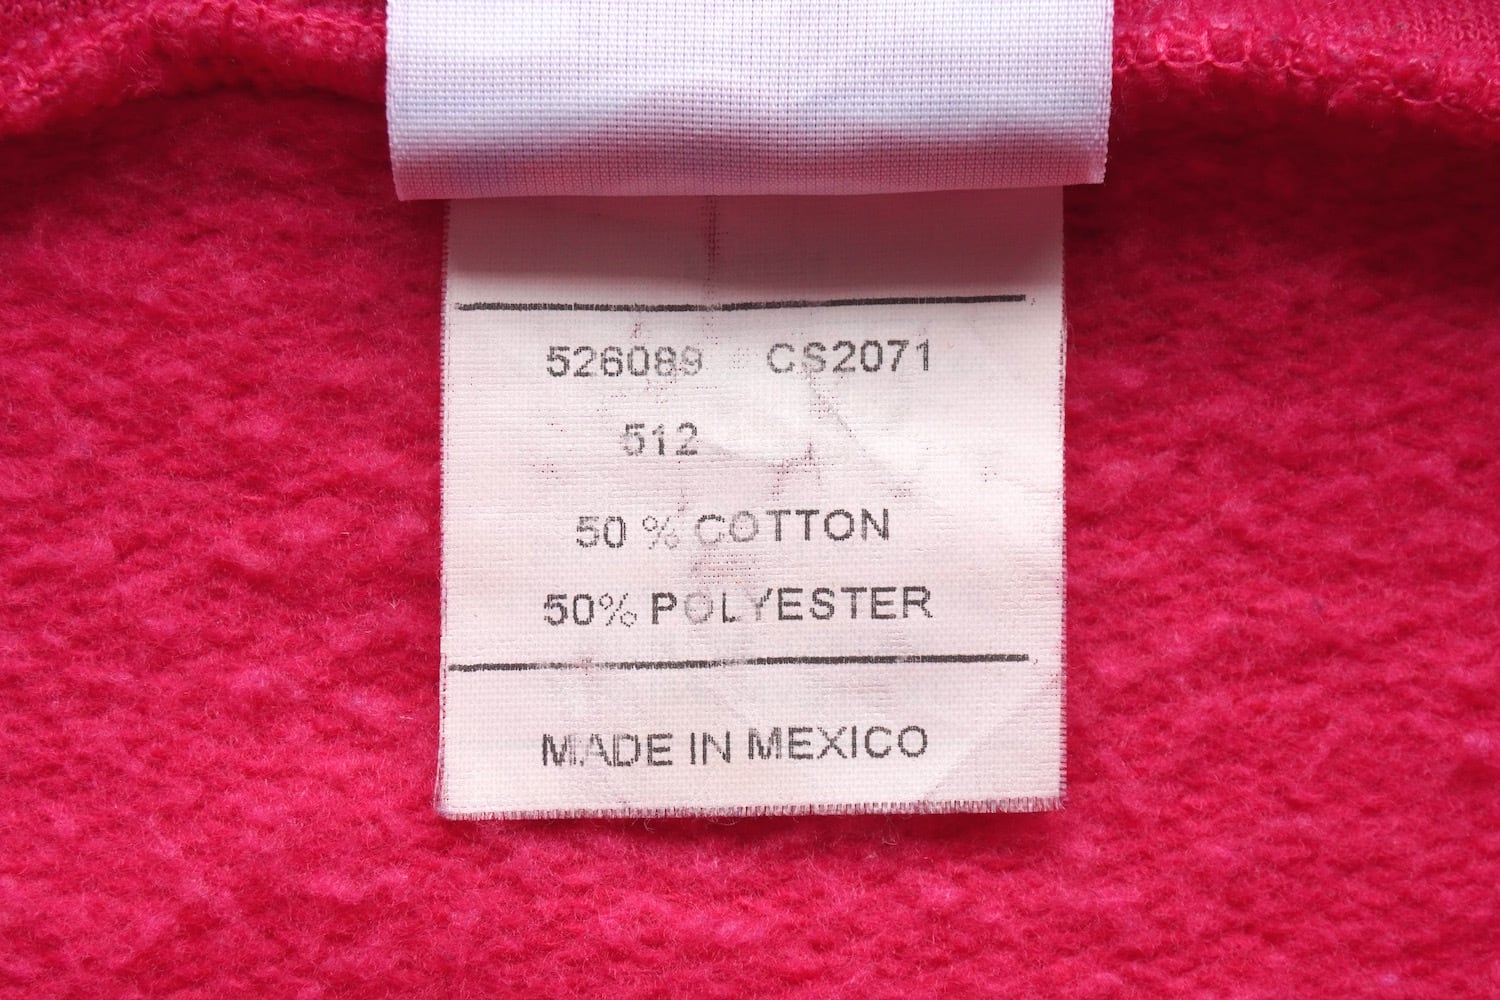 526089 CS2071
512
50 % COTTON
50% POLYESTER
MADE IN MEXICO